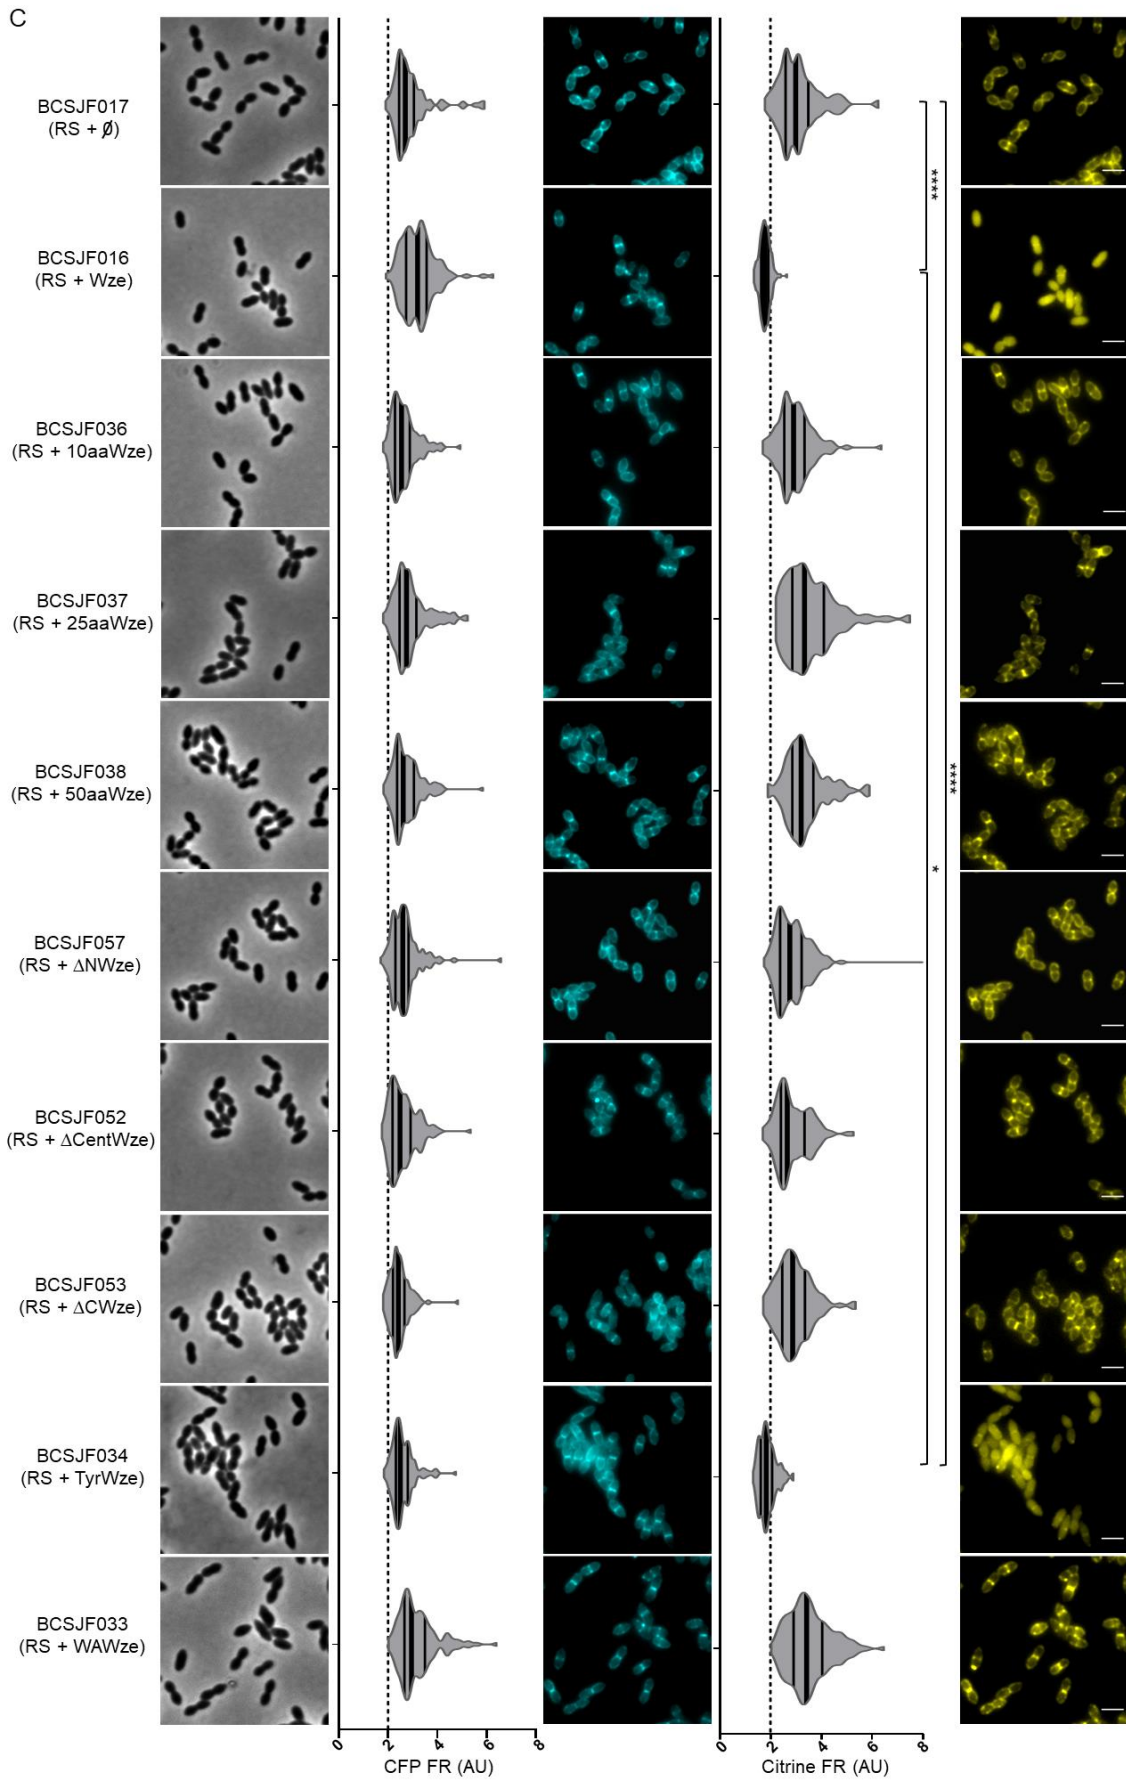 C
BCSJF017
(RS + Ø)
BCSJF016
(RS + Wze)
BCSJF036
(RS + 10aaWze)
BCSJF037
(RS + 25aaWze)
BCSJF038
(RS + 50aaWze)
BCSJF057
(RS + ΔNWze)
BCSJF052
(RS + ΔCentWze)
BCSJF053
(RS + ΔCWze)
BCSJF034
(RS + TyrWze)
BCSJF033
(RS + WAWze)
****
****
*
0 2 4 6 8
CFP FR (AU)
0 2 4 6 8
Citrine FR (AU)